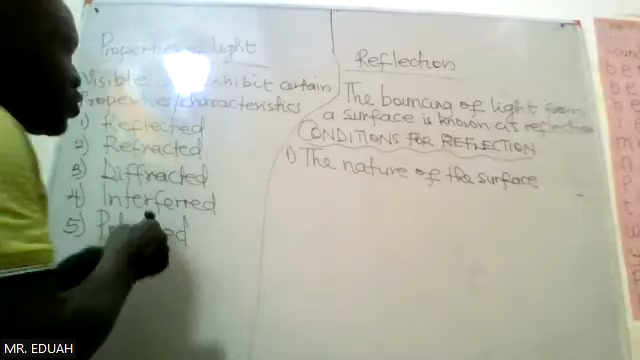 Properties of light
Visible exhibit certain
Properties/characteristics
1) Reflected
2) Refracted
3) Diffracted
4) Interferred
5)
Reflection
The bouncing of light from
a surface is known as reflection
CONDITIONS FOR REFLECTION
1) The nature of the surface
MR. EDUAH